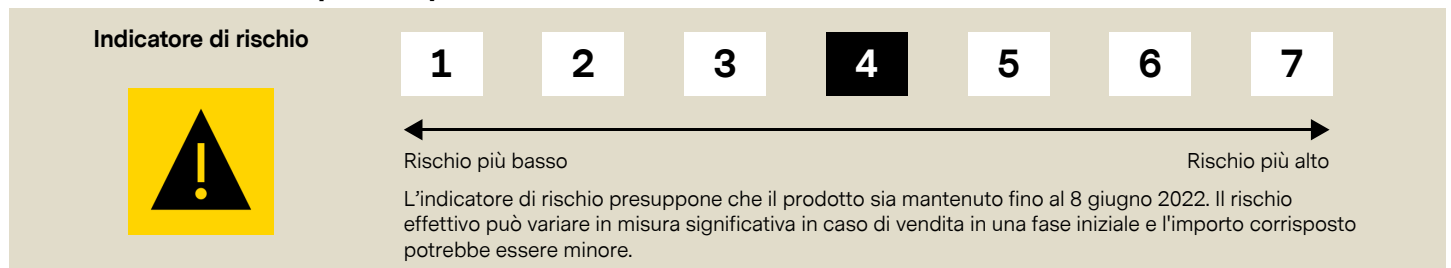 Indicatore di rischio
1 2 3 4 5 6 7
Rischio più basso Rischio più alto
L'indicatore di rischio presuppone che il prodotto sia mantenuto fino al 8 giugno 2022. Il rischio
effettivo può variare in misura significativa in caso di vendita in una fase iniziale e l'importo corrisposto
potrebbe essere minore.